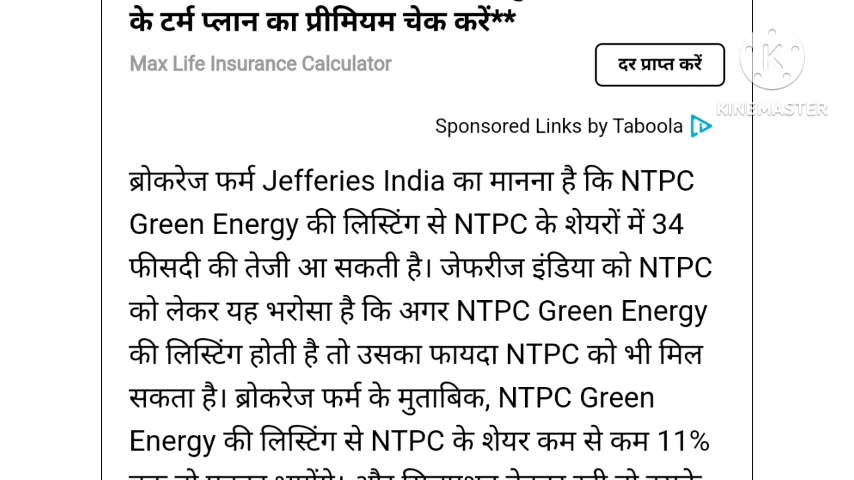 के टर्म प्लान का प्रीमियम चेक करें**
Max Life Insurance Calculator
दर प्राप्त करें
KINEMASTER
Sponsored Links by Taboola
ब्रोकरेज फर्म Jefferies India का मानना है कि NTPC
Green Energy की लिस्टिंग से NTPC के शेयरों में 34
फीसदी की तेजी आ सकती है। जेफरीज इंडिया को NTPC
को लेकर यह भरोसा है कि अगर NTPC Green Energy
की लिस्टिंग होती है तो उसका फायदा NTPC को भी मिल
सकता है। ब्रोकरेज फर्म के मुताबिक, NTPC Green
Energy की लिस्टिंग से NTPC के शेयर कम से कम 11%